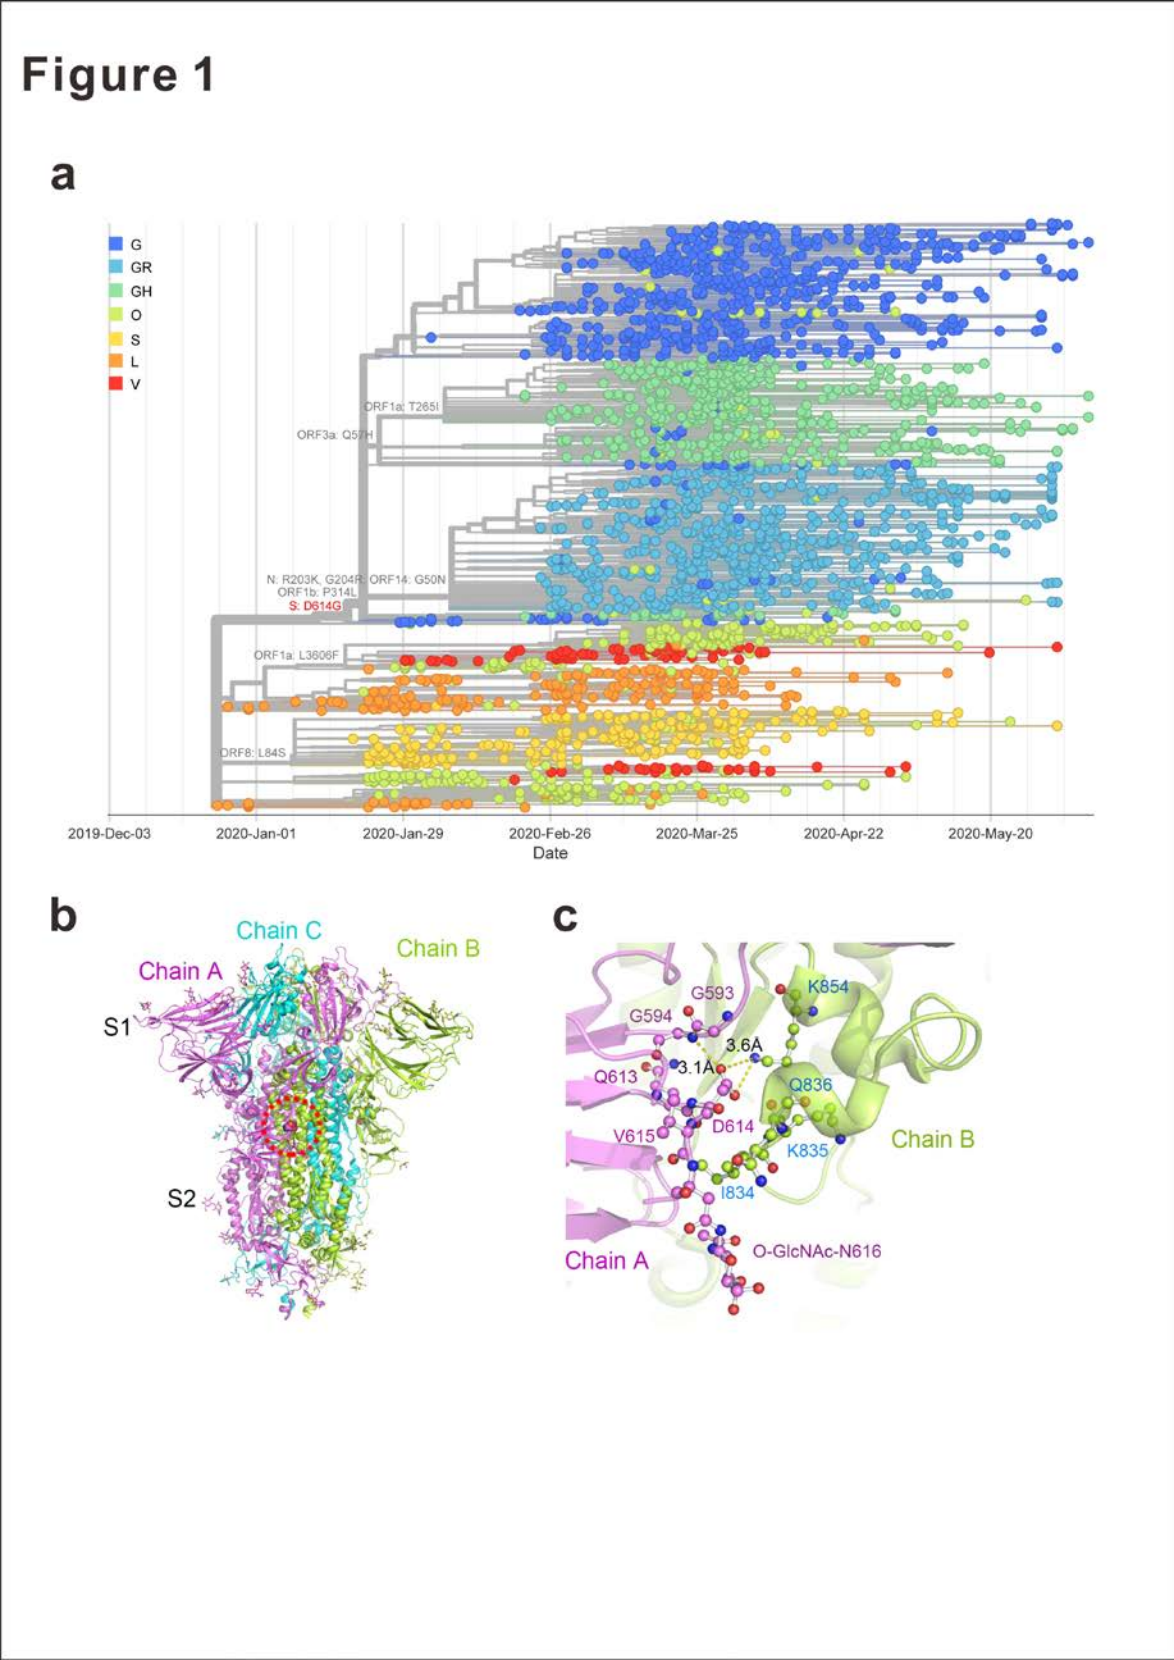 Figure 1
a
G
GR
GH
O
S
L
V
ORF1a: T265I
ORF3a: Q57H
N: R203K, G204R: ORF14: G50N
ORF1b: P314L
S: D614G
ORF1a: L3606F
ORF8: L84S
2019-Dec-03 2020-Jan-01 2020-Jan-29 2020-Feb-26 2020-Mar-25 2020-Apr-22 2020-May-20
Date
b
Chain C
Chain B
Chain A
S1
S2
c
K854
G593
G594
3.6Å
3.1Å
Q613
Q836
D614
V615
K835
Chain B
I834
O-GlcNAc-N616
Chain A